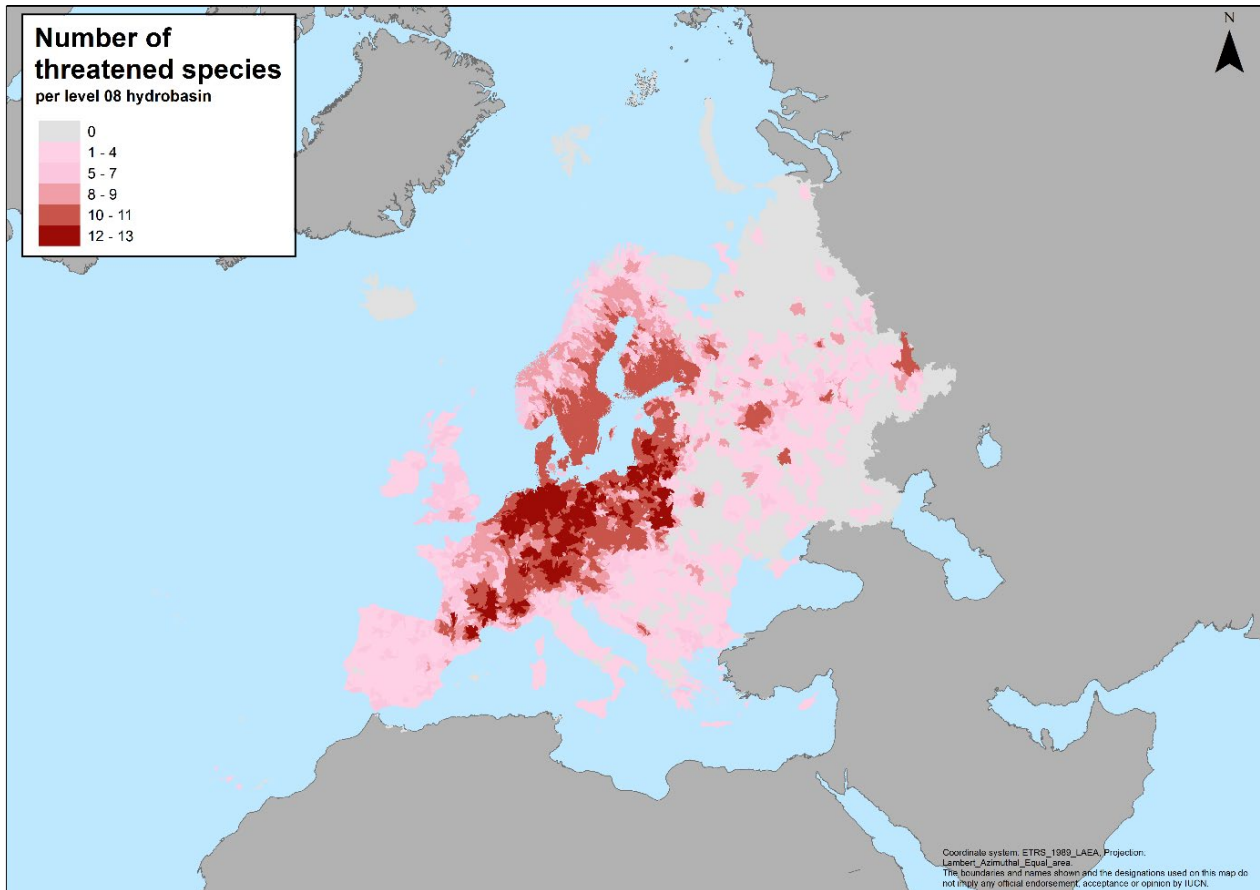 Number of
threatened species
per level 08 hydrobasin
0
1 - 4
5 - 7
8 - 9
10 - 11
12 - 13
N
Coordinate system: ETRS_1989_LAEA, Projection:
Lambert_Azimuthal_Equal_area.
The boundaries and names shown and the designations used on this map do
not imply any official endorsement, acceptance or opinion by IUCN.